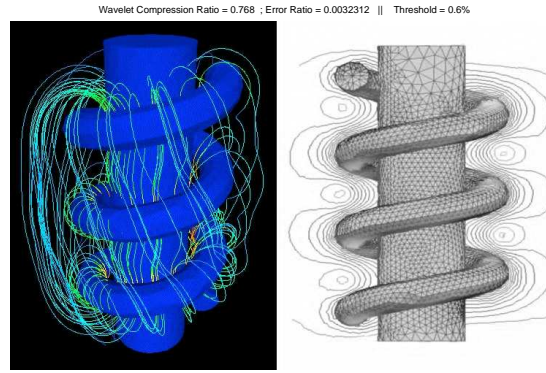 Wavelet Compression Ratio = 0.768 ; Error Ratio = 0.0032312 || Threshold = 0.6%